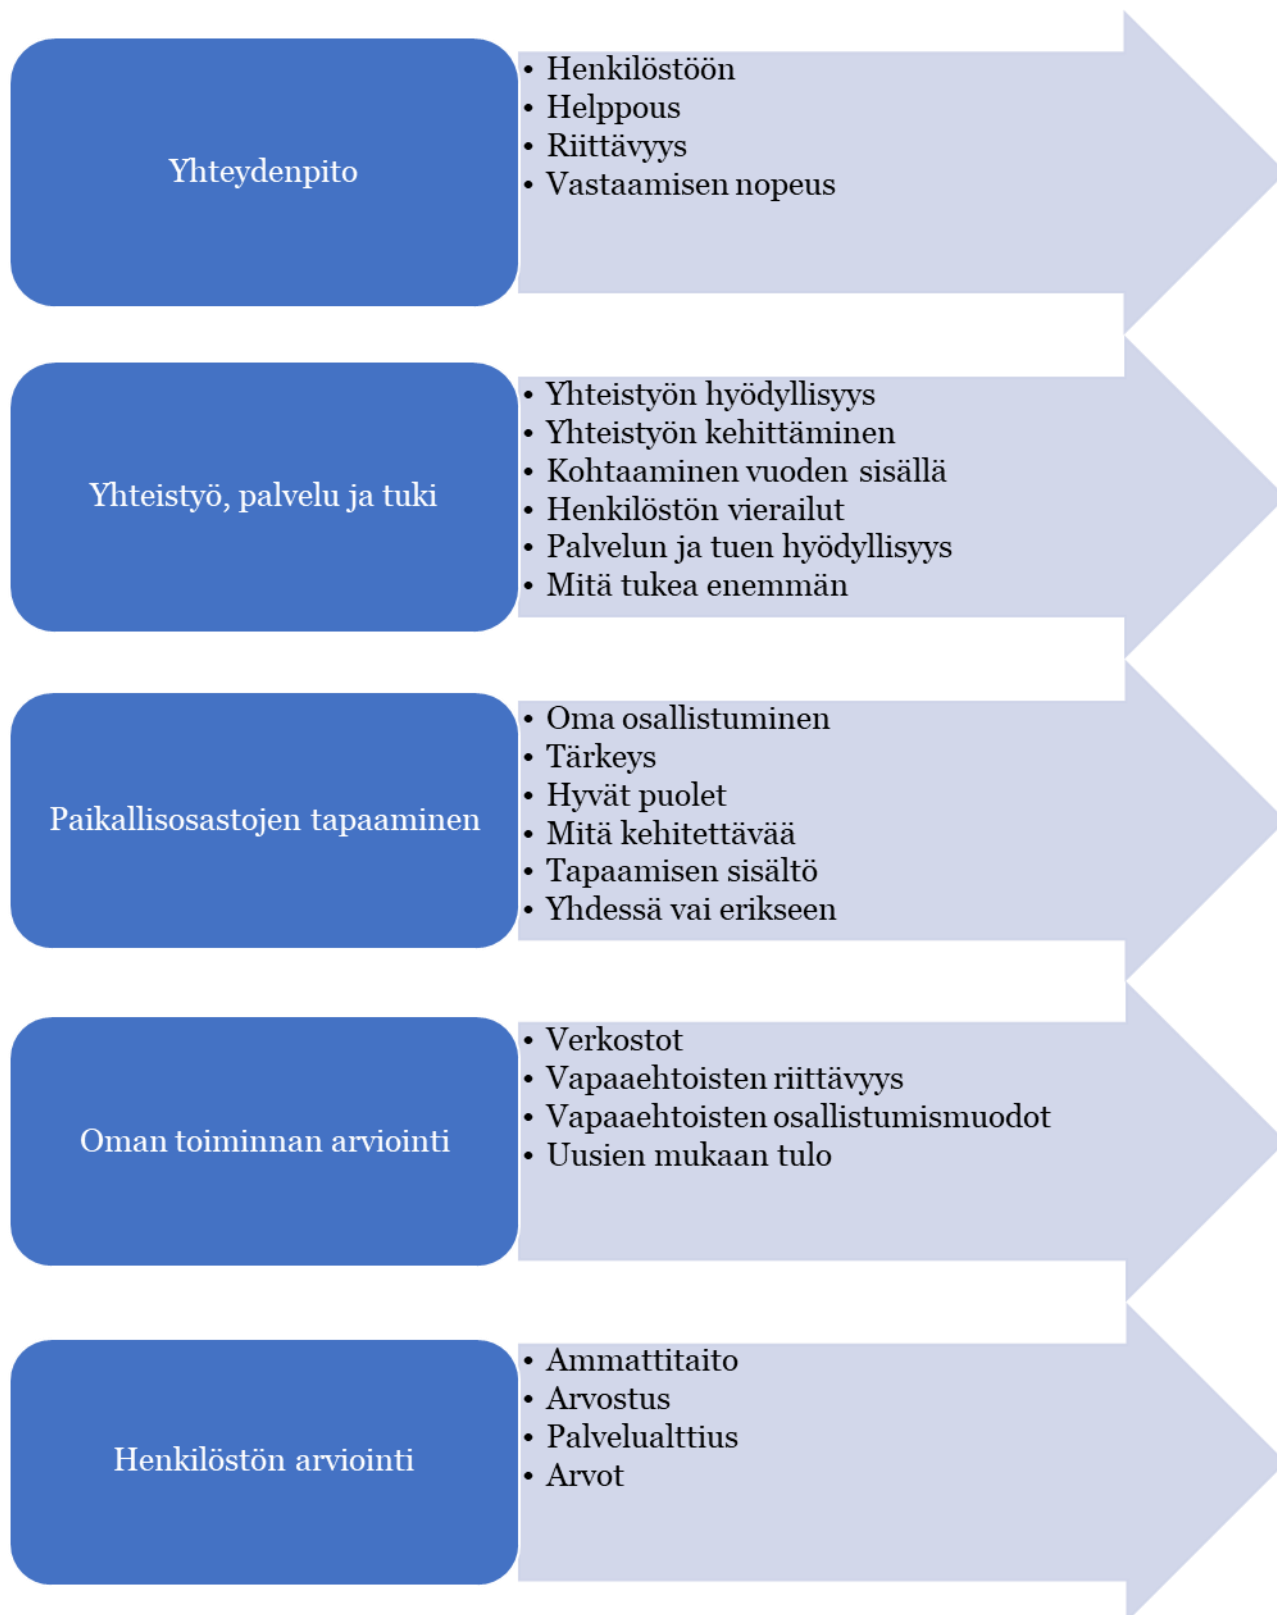 Yhteydenpito
• Henkilöstöön
• Helppous
• Riittävyys
• Vastaamisen nopeus
Yhteistyö, palvelu ja tuki
• Yhteistyön hyödyllisyys
• Yhteistyön kehittäminen
• Kohtaaminen vuoden sisällä
• Henkilöstön vierailut
• Palvelun ja tuen hyödyllisyys
• Mitä tukea enemmän
Paikallisosastojen tapaaminen
• Oma osallistuminen
• Tärkeys
• Hyvät puolet
• Mitä kehitettävää
• Tapaamisen sisältö
• Yhdessä vai erikseen
Oman toiminnan arviointi
• Verkostot
• Vapaaehtoisten riittävyys
• Vapaaehtoisten osallistumismuodot
• Uusien mukaan tulo
Henkilöstön arviointi
• Ammattitaito
• Arvostus
• Palvelualttius
• Arvot